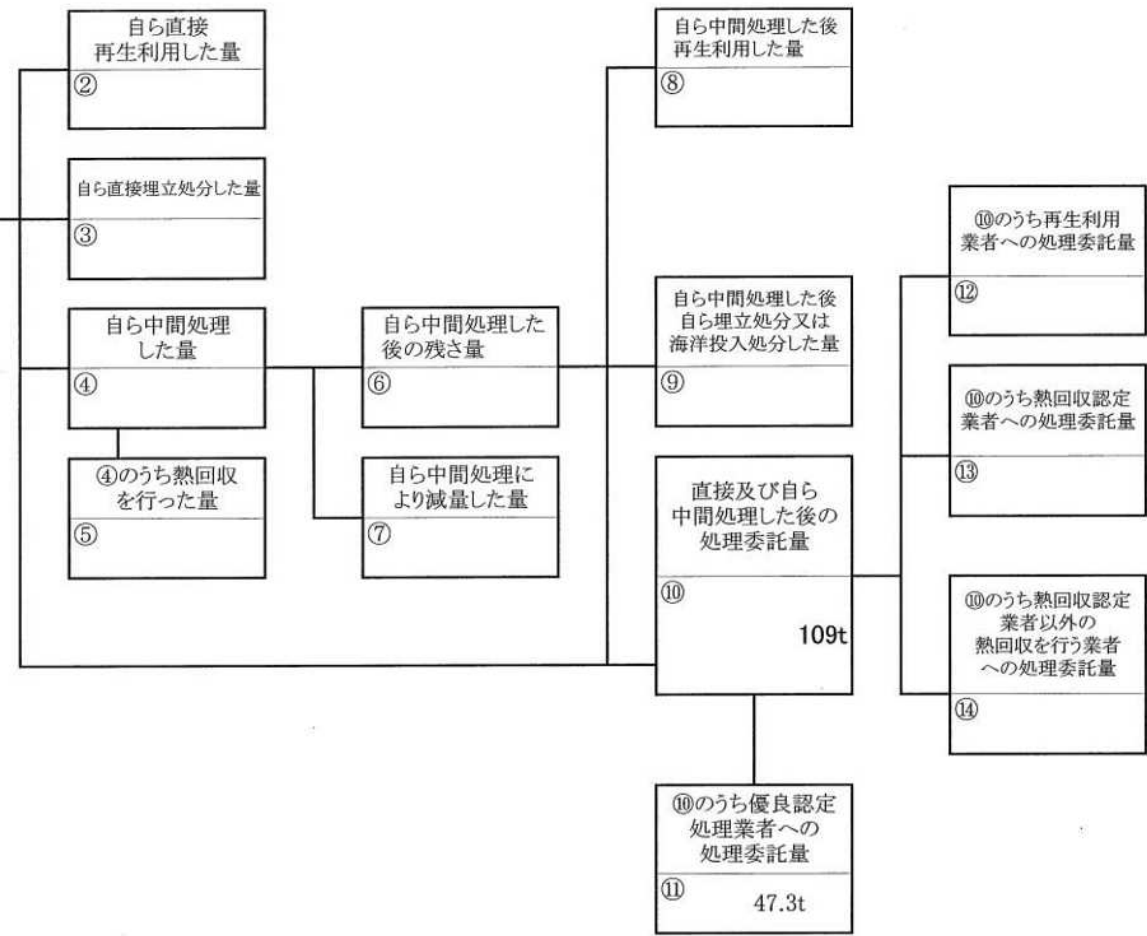 自ら直接
再生利用した量
②
自ら直接埋立処分した量
③
自ら中間処理
した量
④
④のうち熱回収
を行った量
⑤
自ら中間処理した
後の残さ量
⑥
自ら中間処理に
より減量した量
⑦
自ら中間処理した後
再生利用した量
⑧
自ら中間処理した後
自ら埋立処分又は
海洋投入処分した量
⑨
直接及び自ら
中間処理した後の
処理委託量
⑩
109t
⑩のうち優良認定
処理業者への
処理委託量
⑪
47.3t
⑩のうち再生利用
業者への処理委託量
⑫
⑩のうち熱回収認定
業者への処理委託量
⑬
⑩のうち熱回収認定
業者以外の
熱回収を行う業者
への処理委託量
⑭